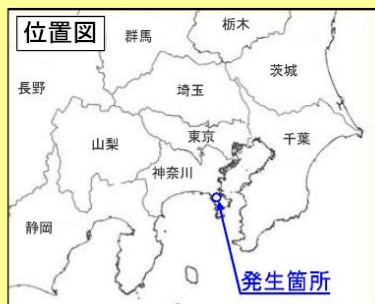 位置図
栃木
群馬
茨城
長野
埼玉
東京
山梨
千葉
神奈川
静岡
発生箇所